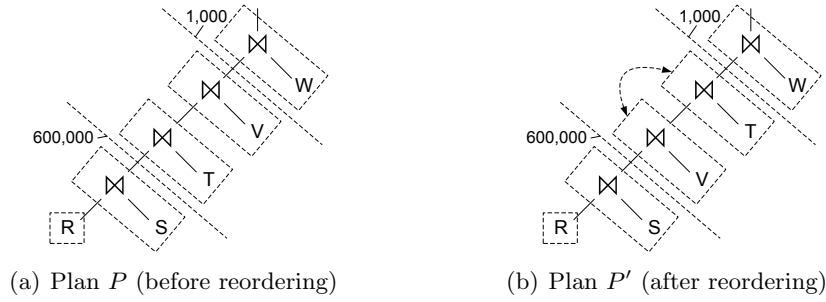 1,000
W
V
600,000
T
R
S
(a) Plan P (before reordering)
1,000
W
T
600,000
V
R
S
(b) Plan P′ (after reordering)